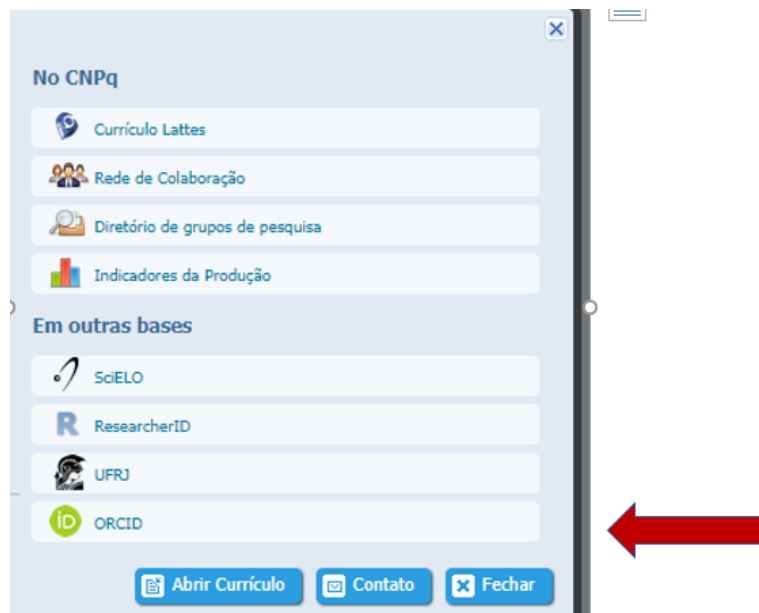 No CNPq
Currículo Lattes
Rede de Colaboração
Diretório de grupos de pesquisa
Indicadores da Produção
Em outras bases
SciELO
R ResearcherID
UFRJ
iD ORCID
Abrir Currículo Contato Fechar